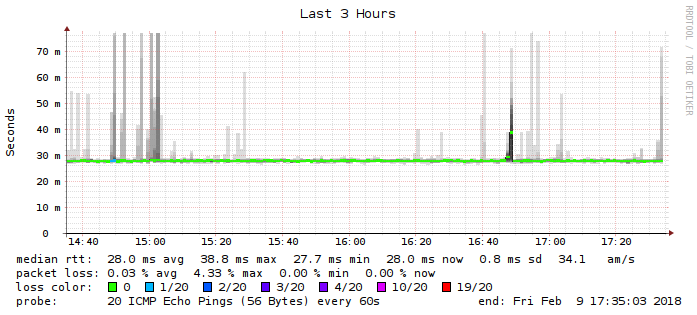 Last 3 Hours
RRDTOOL / TOBI OETIKER
Seconds
70 m
60 m
50 m
40 m
30 m
20 m
10 m
0
14:40 15:00 15:20 15:40 16:00 16:20 16:40 17:00 17:20
median rtt: 28.0 ms avg 38.8 ms max 27.7 ms min 28.0 ms now 0.8 ms sd 34.1 am/s
packet loss: 0.03 % avg 4.33 % max 0.00 % min 0.00 % now
loss color: 0 1/20 2/20 3/20 4/20 10/20 19/20
probe: 20 ICMP Echo Pings (56 Bytes) every 60s end: Fri Feb 9 17:35:03 2018